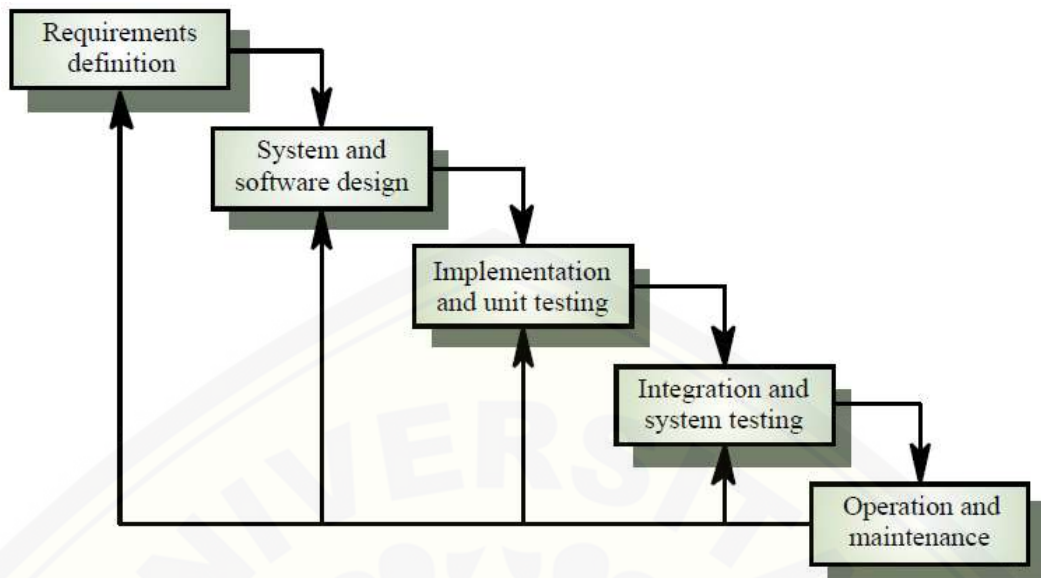 Requirements
definition
System and
software design
Implementation
and unit testing
Integration and
system testing
Operation and
maintenance